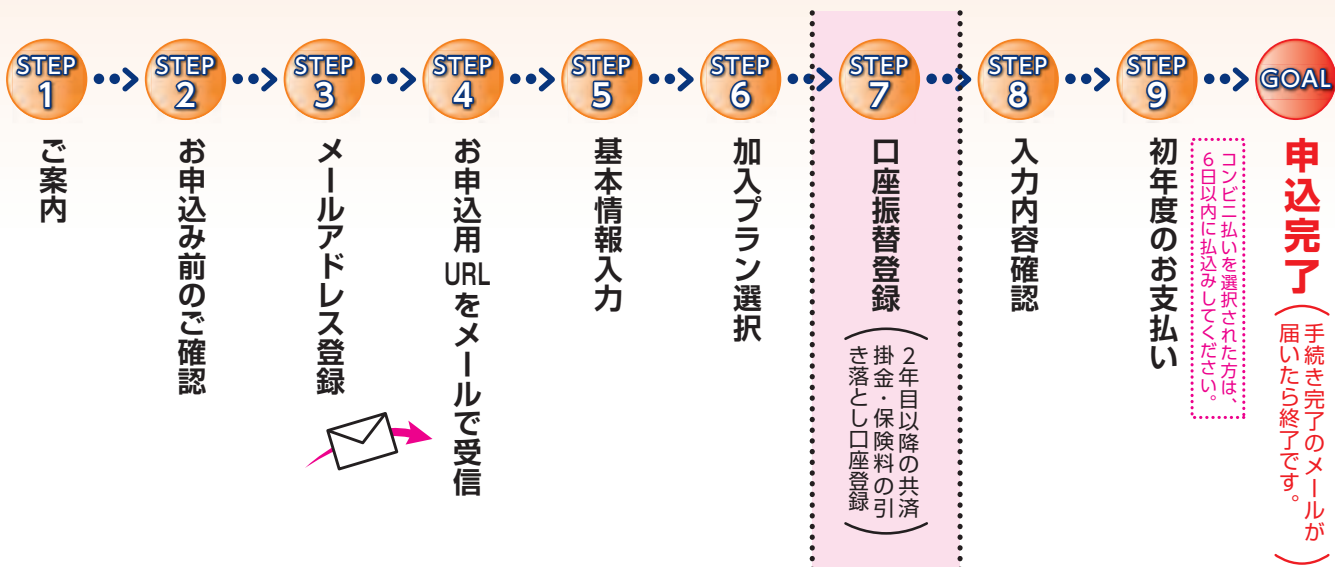 STEP
1
ご案内
STEP
2
お申込み前のご確認
STEP
3
メールアドレス登録
STEP
4
お申込用URLをメールで受信
STEP
5
基本情報入力
STEP
6
加入プラン選択
STEP
7
口座振替登録
(2年目以降の共済
掛金・保険料の引
き落とし口座登録)
STEP
8
入力内容確認
STEP
9
初年度のお支払い
コンビニ払いを選択された方は、
6日以内に払込みしてください。
GOAL
申込完了
(手続き完了のメールが
届いたら終了です。)